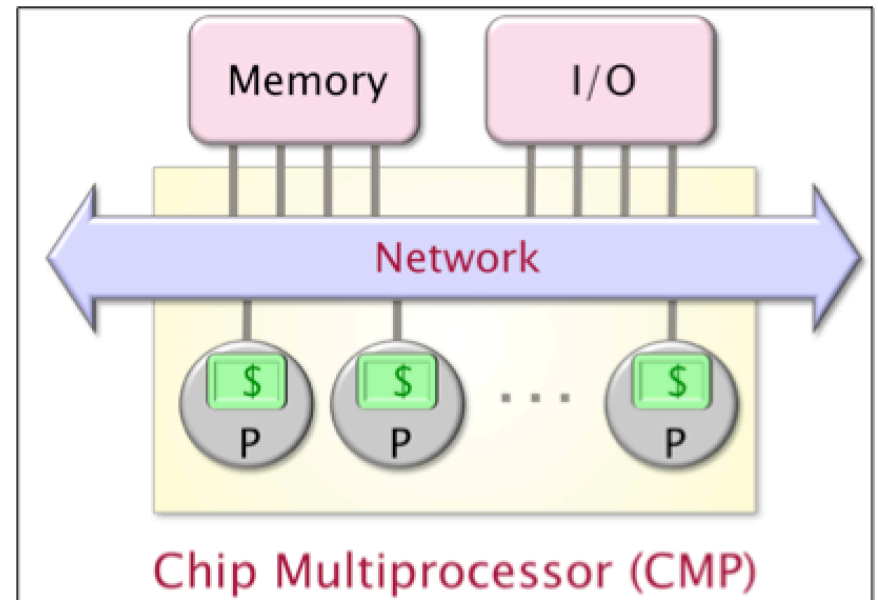 Memory
I/O
Network
$ $ ... $
P P P
Chip Multiprocessor (CMP)